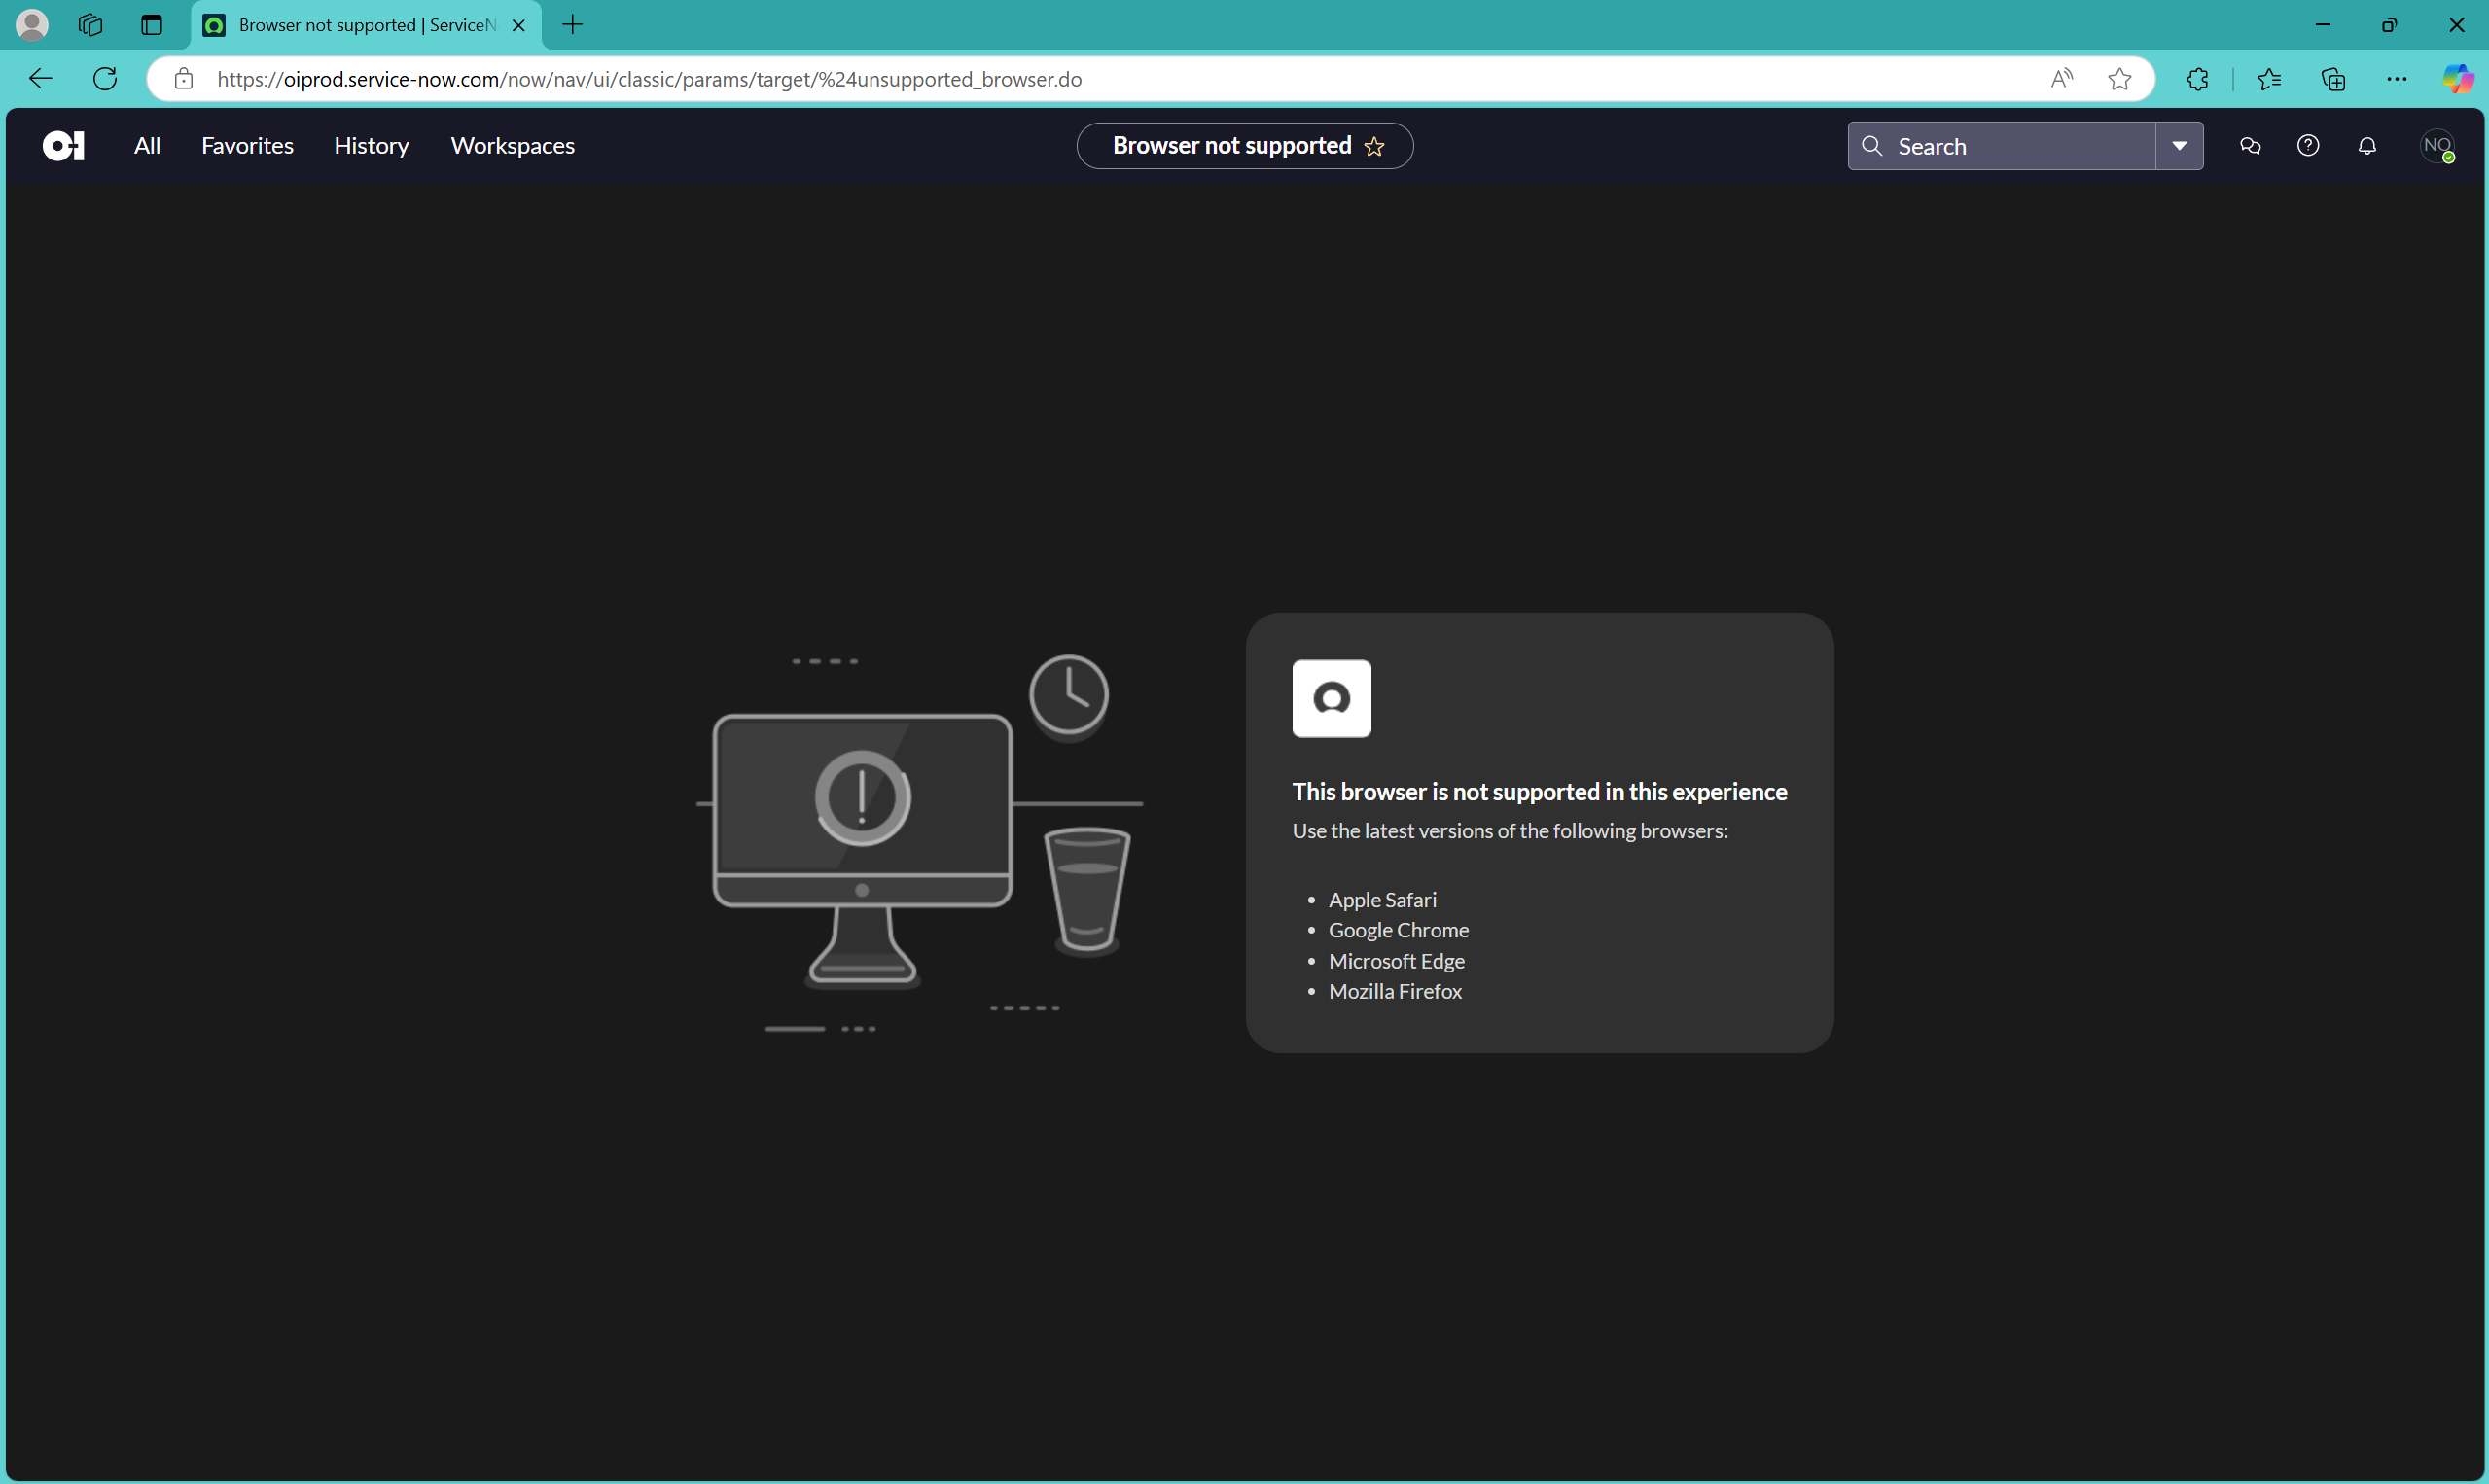 Browser not supported | ServiceN
https://oiprod.service-now.com/now/nav/ui/classic/params/target/%24unsupported_browser.do
All Favorites History Workspaces Browser not supported Search NO
This browser is not supported in this experience
Use the latest versions of the following browsers:
• Apple Safari
• Google Chrome
• Microsoft Edge
• Mozilla Firefox